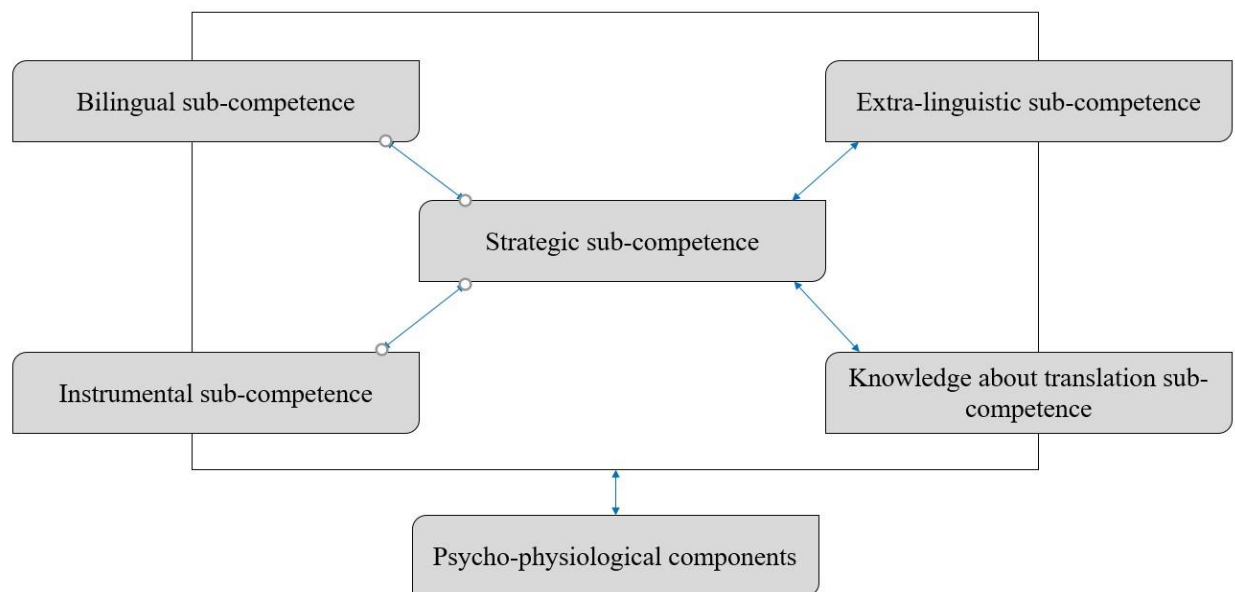 Bilingual sub-competence
Extra-linguistic sub-competence
Strategic sub-competence
Instrumental sub-competence
Knowledge about translation sub-
competence
Psycho-physiological components